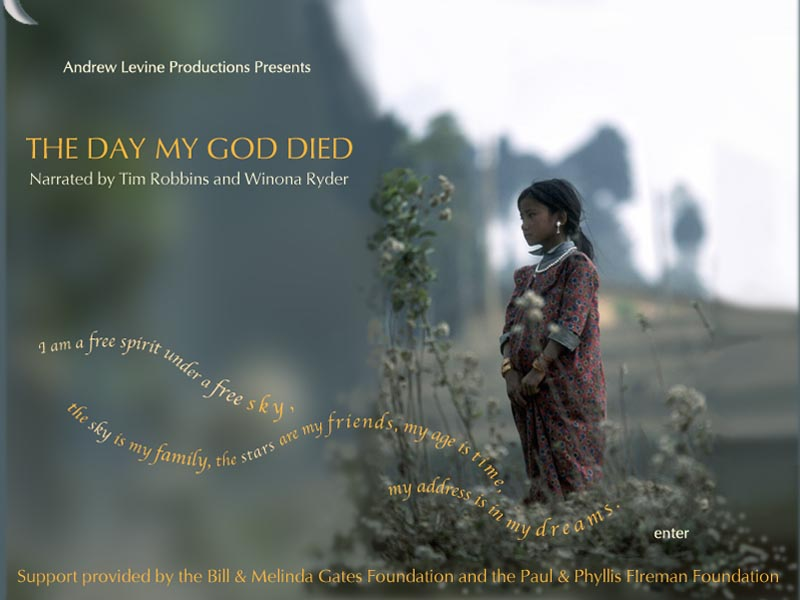 Andrew Levine Productions Presents
THE DAY MY GOD DIED
Narrated by Tim Robbins and Winona Ryder
I am a free spirit under a free sky,
the sky is my family, the stars are my friends, my age is time,
my address is in my dreams.
enter
Support provided by the Bill & Melinda Gates Foundation and the Paul & Phyllis FIreman Foundation